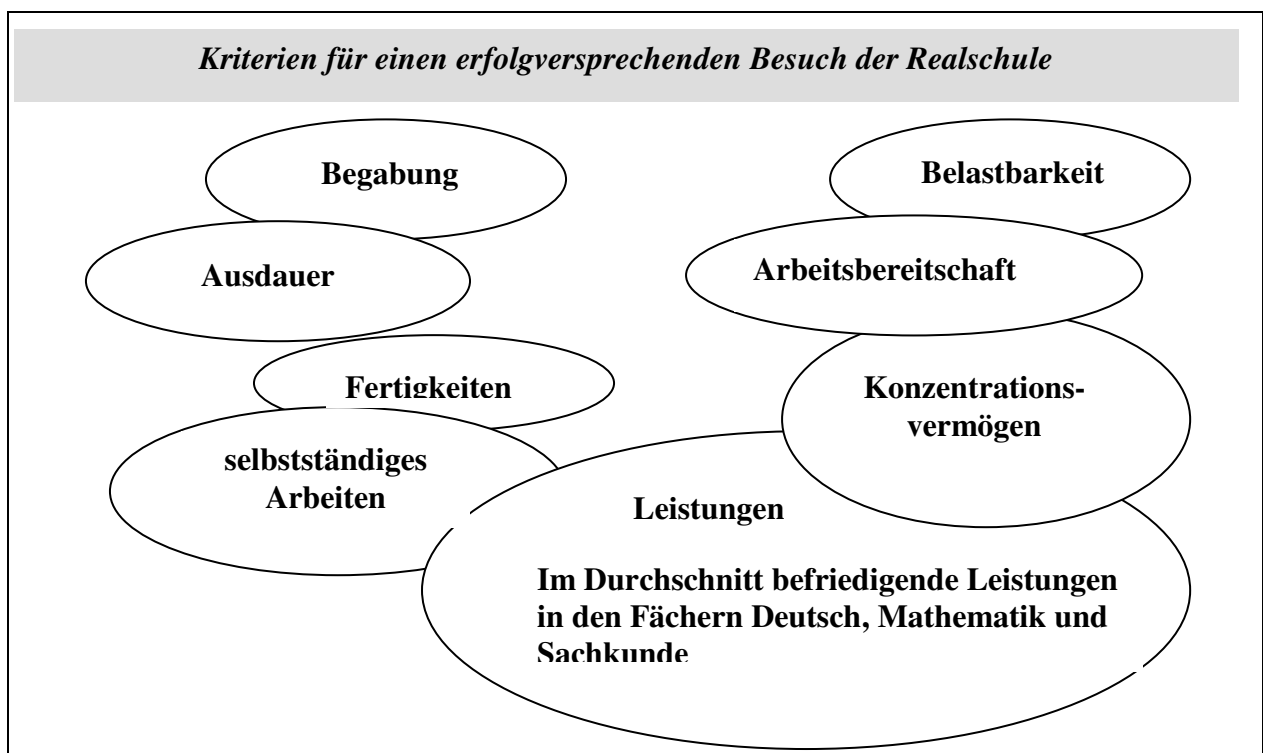 Kriterien für einen erfolgversprechenden Besuch der Realschule
Begabung
Belastbarkeit
Ausdauer
Arbeitsbereitschaft
Fertigkeiten
Konzentrations-
vermögen
selbstständiges
Arbeiten
Leistungen
Im Durchschnitt befriedigende Leistungen
in den Fächern Deutsch, Mathematik und
Sachkunde